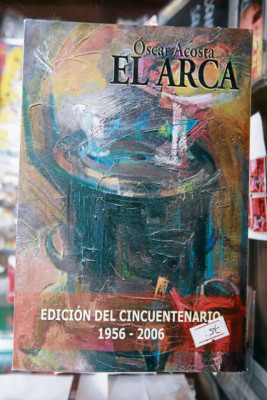 Óscar Acosta
EL ARCA
EDICIÓN DEL CINCUENTENARIO
1956 - 2006